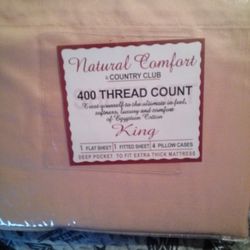 Natural Comfort
& COUNTRY CLUB
400 THREAD COUNT
Treat yourself to the ultimate in feel,
softness, luxury and comfort
of Egyptian Cotton
King
1 FLAT SHEET 1 FITTED SHEET 4 PILLOW CASES
DEEP POCKET TO FIT EXTRA THICK MATTRESS